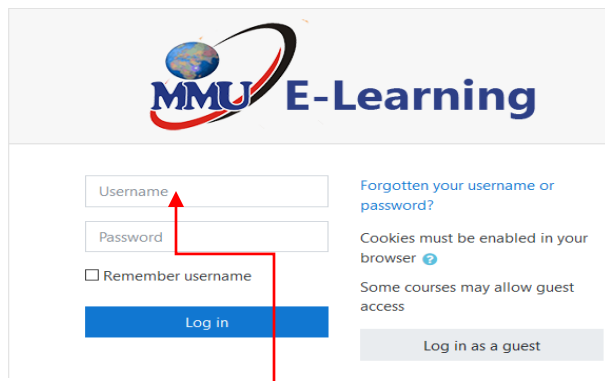 MMU E-Learning
Username
Password
Remember username
Log in
Forgotten your username or
password?
Cookies must be enabled in your
browser ?
Some courses may allow guest
access
Log in as a guest